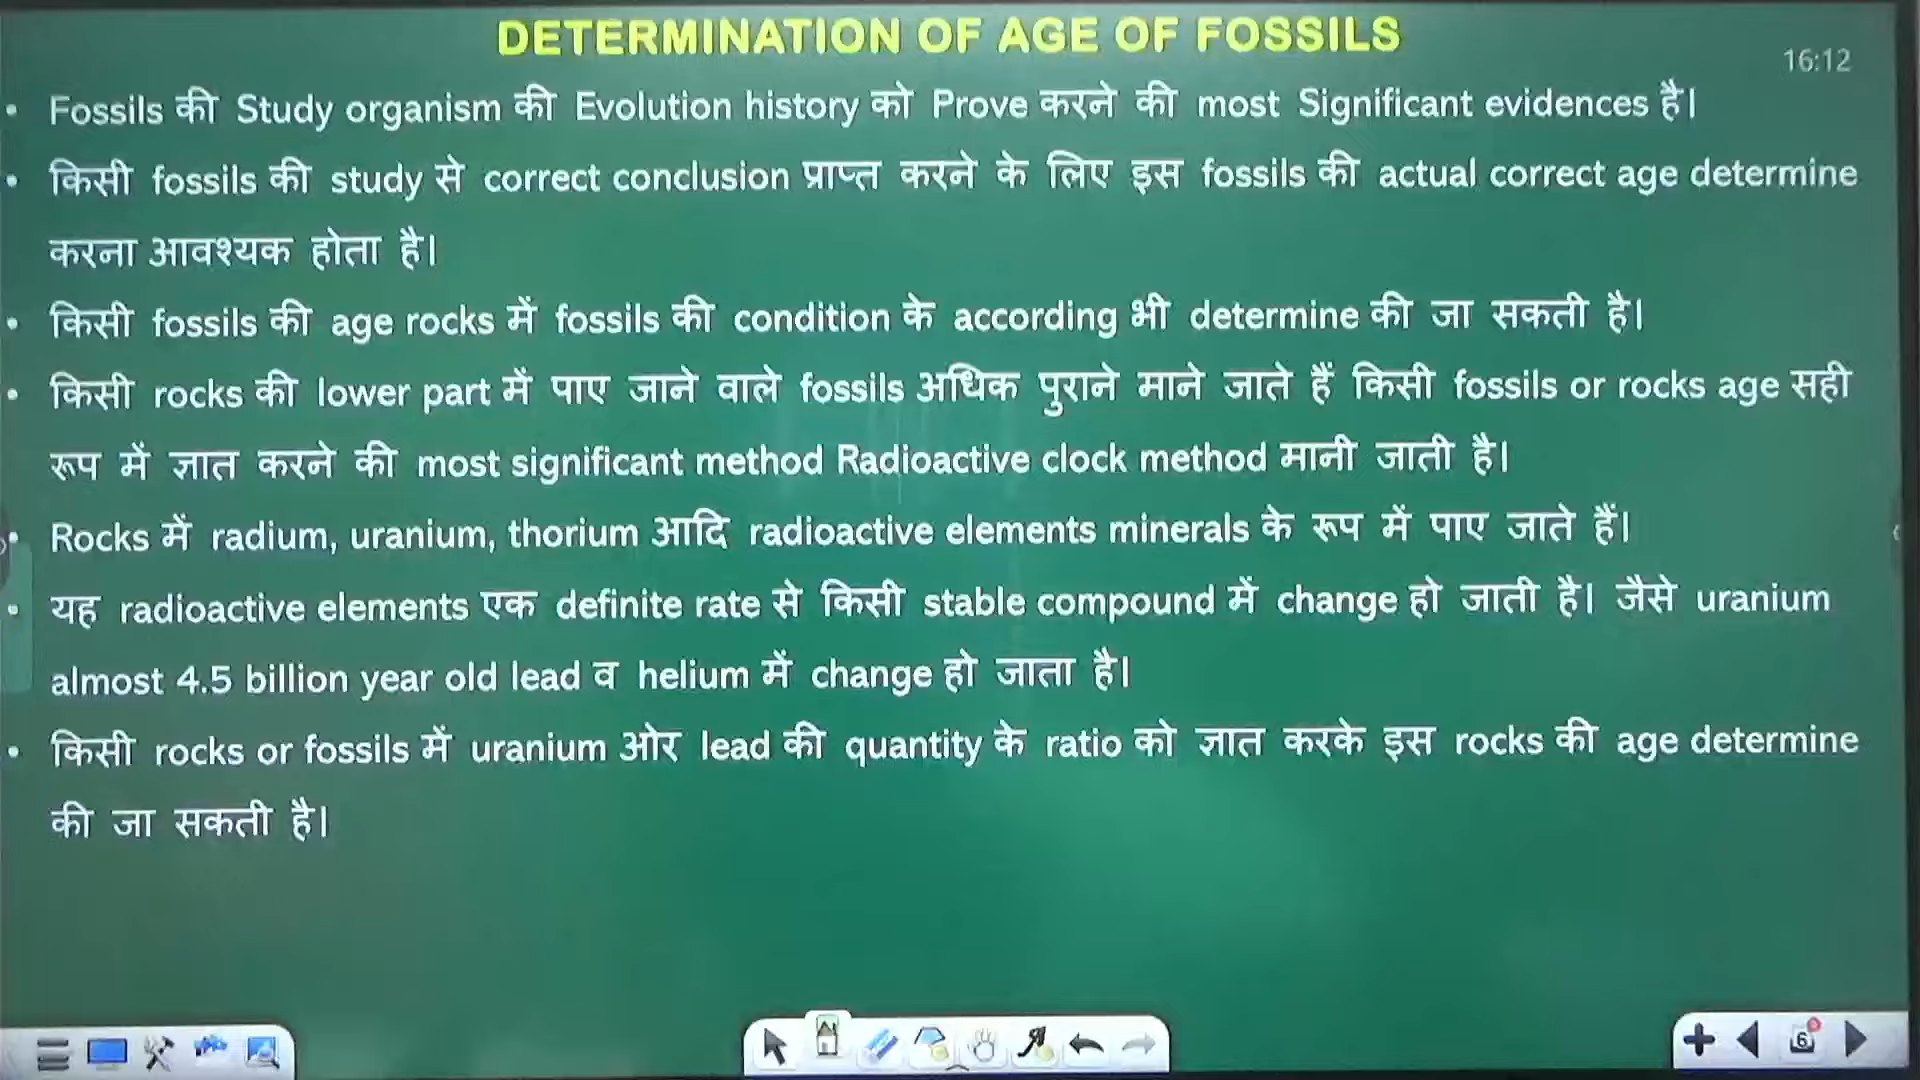 DETERMINATION OF AGE OF FOSSILS
16:12
• Fossils की Study organism की Evolution history को Prove करने की most Significant evidences है।
• किसी fossils की study से correct conclusion प्राप्त करने के लिए इस fossils की actual correct age determine
करना आवश्यक होता है।
• किसी fossils की age rocks में fossils की condition के according भी determine की जा सकती है।
• किसी rocks की lower part में पाए जाने वाले fossils अधिक पुराने माने जाते हैं किसी fossils or rocks age सही
रूप में ज्ञात करने की most significant method Radioactive clock method मानी जाती है।
• Rocks में radium, uranium, thorium आदि radioactive elements minerals के रूप में पाए जाते हैं।
• यह radioactive elements एक definite rate से किसी stable compound में change हो जाती है। जैसे uranium
almost 4.5 billion year old lead व helium में change हो जाता है।
• किसी rocks or fossils में uranium ओर lead की quantity के ratio को ज्ञात करके इस rocks की age determine
की जा सकती है।
6